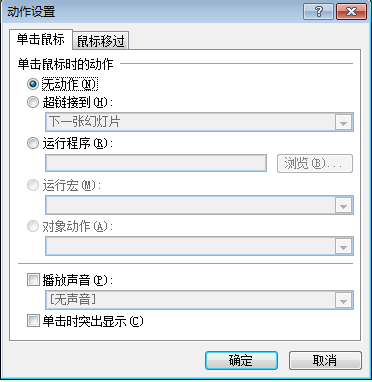 动作设置
单击鼠标 鼠标移过
单击鼠标时的动作
无动作(N)
超链接到(H):
下一张幻灯片
运行程序(R):
浏览(B)...
运行宏(M):
对象动作(A):
播放声音(P):
[无声音]
单击时突出显示(C)
确定 取消